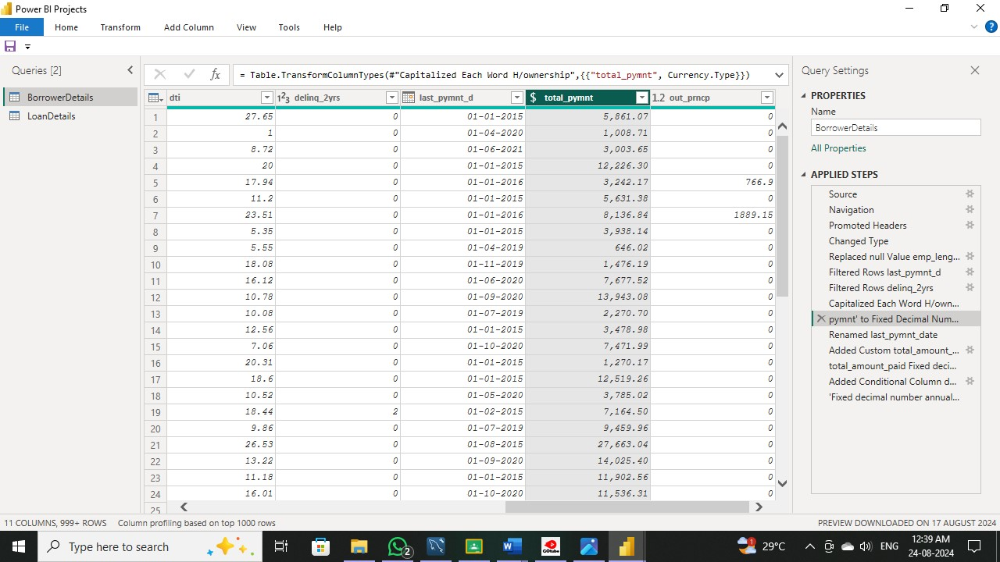 Power BI Projects
File Home Transform Add Column View Tools Help
Queries [2]
BorrowerDetails
LoanDetails
fx = Table.TransformColumnTypes(#"Capitalized Each Word H/ownership",{{"total_pymnt", Currency.Type}})
dti 123 delinq_2yrs last_pymnt_d $ total_pymnt 1.2 out_prncp
1 27.65 0 01-01-2015 5,861.07 0
2 1 0 01-04-2020 1,008.71 0
3 8.72 0 01-06-2021 3,003.65 0
4 20 0 01-01-2015 12,226.30 0
5 17.94 0 01-01-2016 3,242.17 766.9
6 11.2 0 01-01-2015 5,631.38 0
7 23.51 0 01-01-2016 8,136.84 1889.15
8 5.35 0 01-01-2015 3,938.14 0
9 5.55 0 01-04-2019 646.02 0
10 18.08 0 01-11-2019 1,476.19 0
11 16.12 0 01-06-2020 7,677.52 0
12 10.78 0 01-09-2020 13,943.08 0
13 10.08 0 01-07-2019 2,270.70 0
14 12.56 0 01-01-2015 3,478.98 0
15 7.06 0 01-10-2020 7,471.99 0
16 20.31 0 01-01-2015 1,270.17 0
17 18.6 0 01-01-2015 12,519.26 0
18 10.52 0 01-05-2020 3,785.02 0
19 18.44 2 01-02-2015 7,164.50 0
20 9.86 0 01-07-2019 9,459.96 0
21 26.53 0 01-08-2015 27,663.04 0
22 13.22 0 01-09-2020 14,025.40 0
23 11.18 0 01-01-2015 11,902.56 0
24 16.01 0 01-10-2020 11,536.31 0
25
Query Settings
PROPERTIES
Name
BorrowerDetails
All Properties
APPLIED STEPS
Source
Navigation
Promoted Headers
Changed Type
Replaced null Value emp_leng...
Filtered Rows last_pymnt_d
Filtered Rows delinq_2yrs
Capitalized Each Word H/own...
pymnt' to Fixed Decimal Num...
Renamed last_pymnt_date
Added Custom total_amount_...
total_amount_paid Fixed deci...
Added Conditional Column d...
'Fixed decimal number annual...
11 COLUMNS, 999+ ROWS Column profiling based on top 1000 rows PREVIEW DOWNLOADED ON 17 AUGUST 2024
Type here to search 2 W GOtube 1 29°C ENG 12:39 AM
24-08-2024